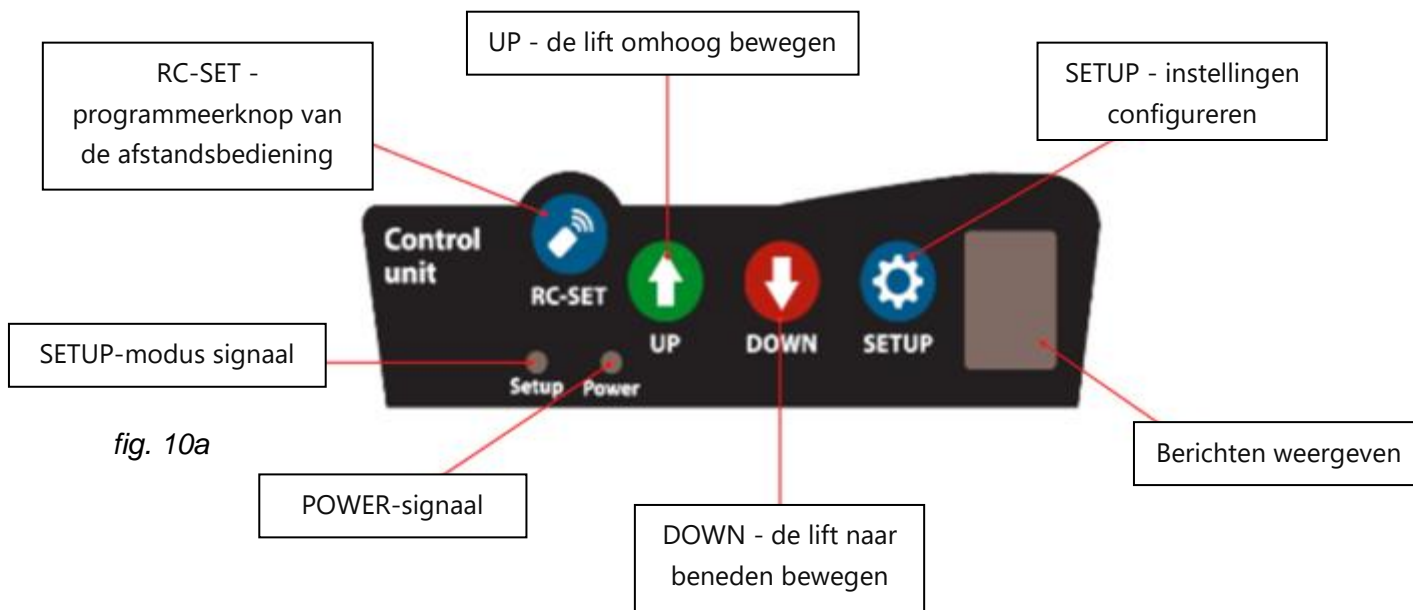 UP - de lift omhoog bewegen
RC-SET -
programmeerknop van
de afstandsbediening
SETUP - instellingen
configureren
Control
unit
RC-SET
UP
DOWN
SETUP
SETUP-modus signaal
Setup
Power
fig. 10a
Berichten weergeven
POWER-signaal
DOWN - de lift naar
beneden bewegen